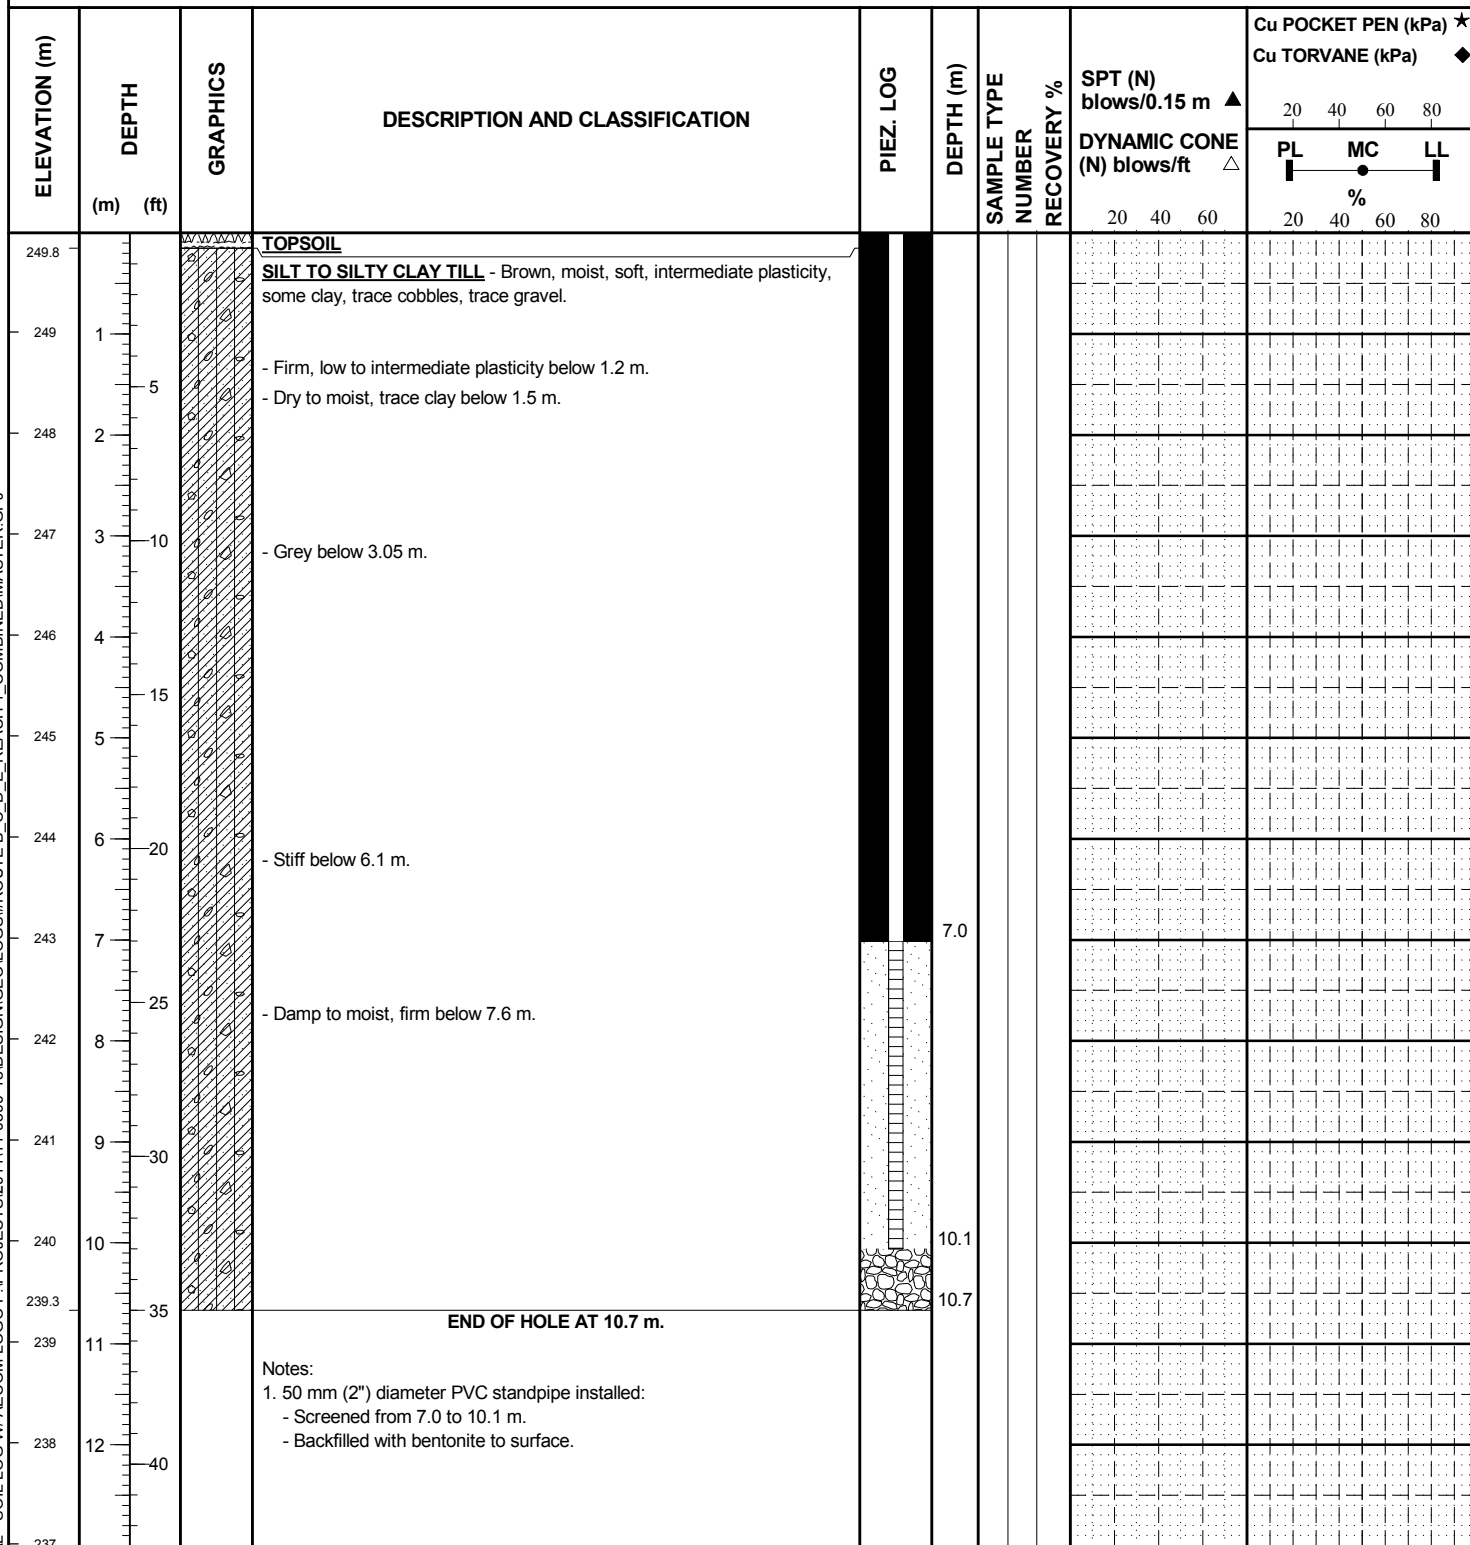 ELEVATION (m)
DEPTH
(m) (ft)
GRAPHICS
DESCRIPTION AND CLASSIFICATION
PIEZ. LOG
DEPTH (m)
SAMPLE TYPE
NUMBER
RECOVERY %
SPT (N)
blows/0.15 m ▲
DYNAMIC CONE
(N) blows/ft △
20 40 60
Cu POCKET PEN (kPa) ★
Cu TORVANE (kPa) ◆
20 40 60 80
PL MC LL
%
20 40 60 80
249.8
TOPSOIL
SILT TO SILTY CLAY TILL - Brown, moist, soft, intermediate plasticity,
some clay, trace cobbles, trace gravel.
249 1
- Firm, low to intermediate plasticity below 1.2 m.
5
- Dry to moist, trace clay below 1.5 m.
248 2
247 3 10
- Grey below 3.05 m.
246 4
15
245 5
244 6 20
- Stiff below 6.1 m.
243 7 7.0
25
- Damp to moist, firm below 7.6 m.
242 8
241 9 30
240 10 10.1
239.3 35 10.7
END OF HOLE AT 10.7 m.
239 11
Notes:
1. 50 mm (2") diameter PVC standpipe installed:
- Screened from 7.0 to 10.1 m.
- Backfilled with bentonite to surface.
238 12
40
237